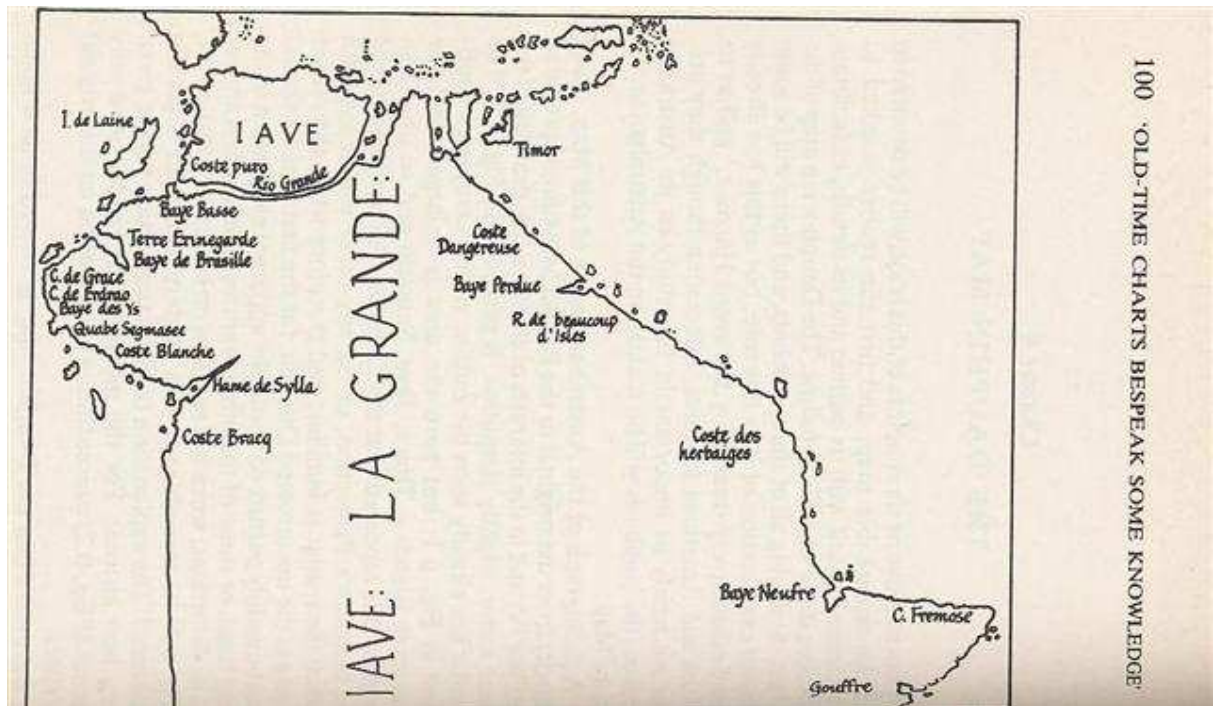 100 'OLD-TIME CHARTS BESPEAK SOME KNOWLEDGE'
I. de Laine
IAVE
Timor
Coste puro
Rio Grande
Baye Basse
Terre Ennegarde
Baye de Brasille
C. de Grace
C. de Erdrao
Baye des Ys
Quabe Segmaset
Coste Blanche
Hame de Sylla
Coste Bracq
IAVE: LA GRANDE:
Coste
Dangereuse
Baye Perdue
R. de beaucoup
d'Isles
Coste des
herbaiges
Baye Neufre
C. Fremose
Gouffre